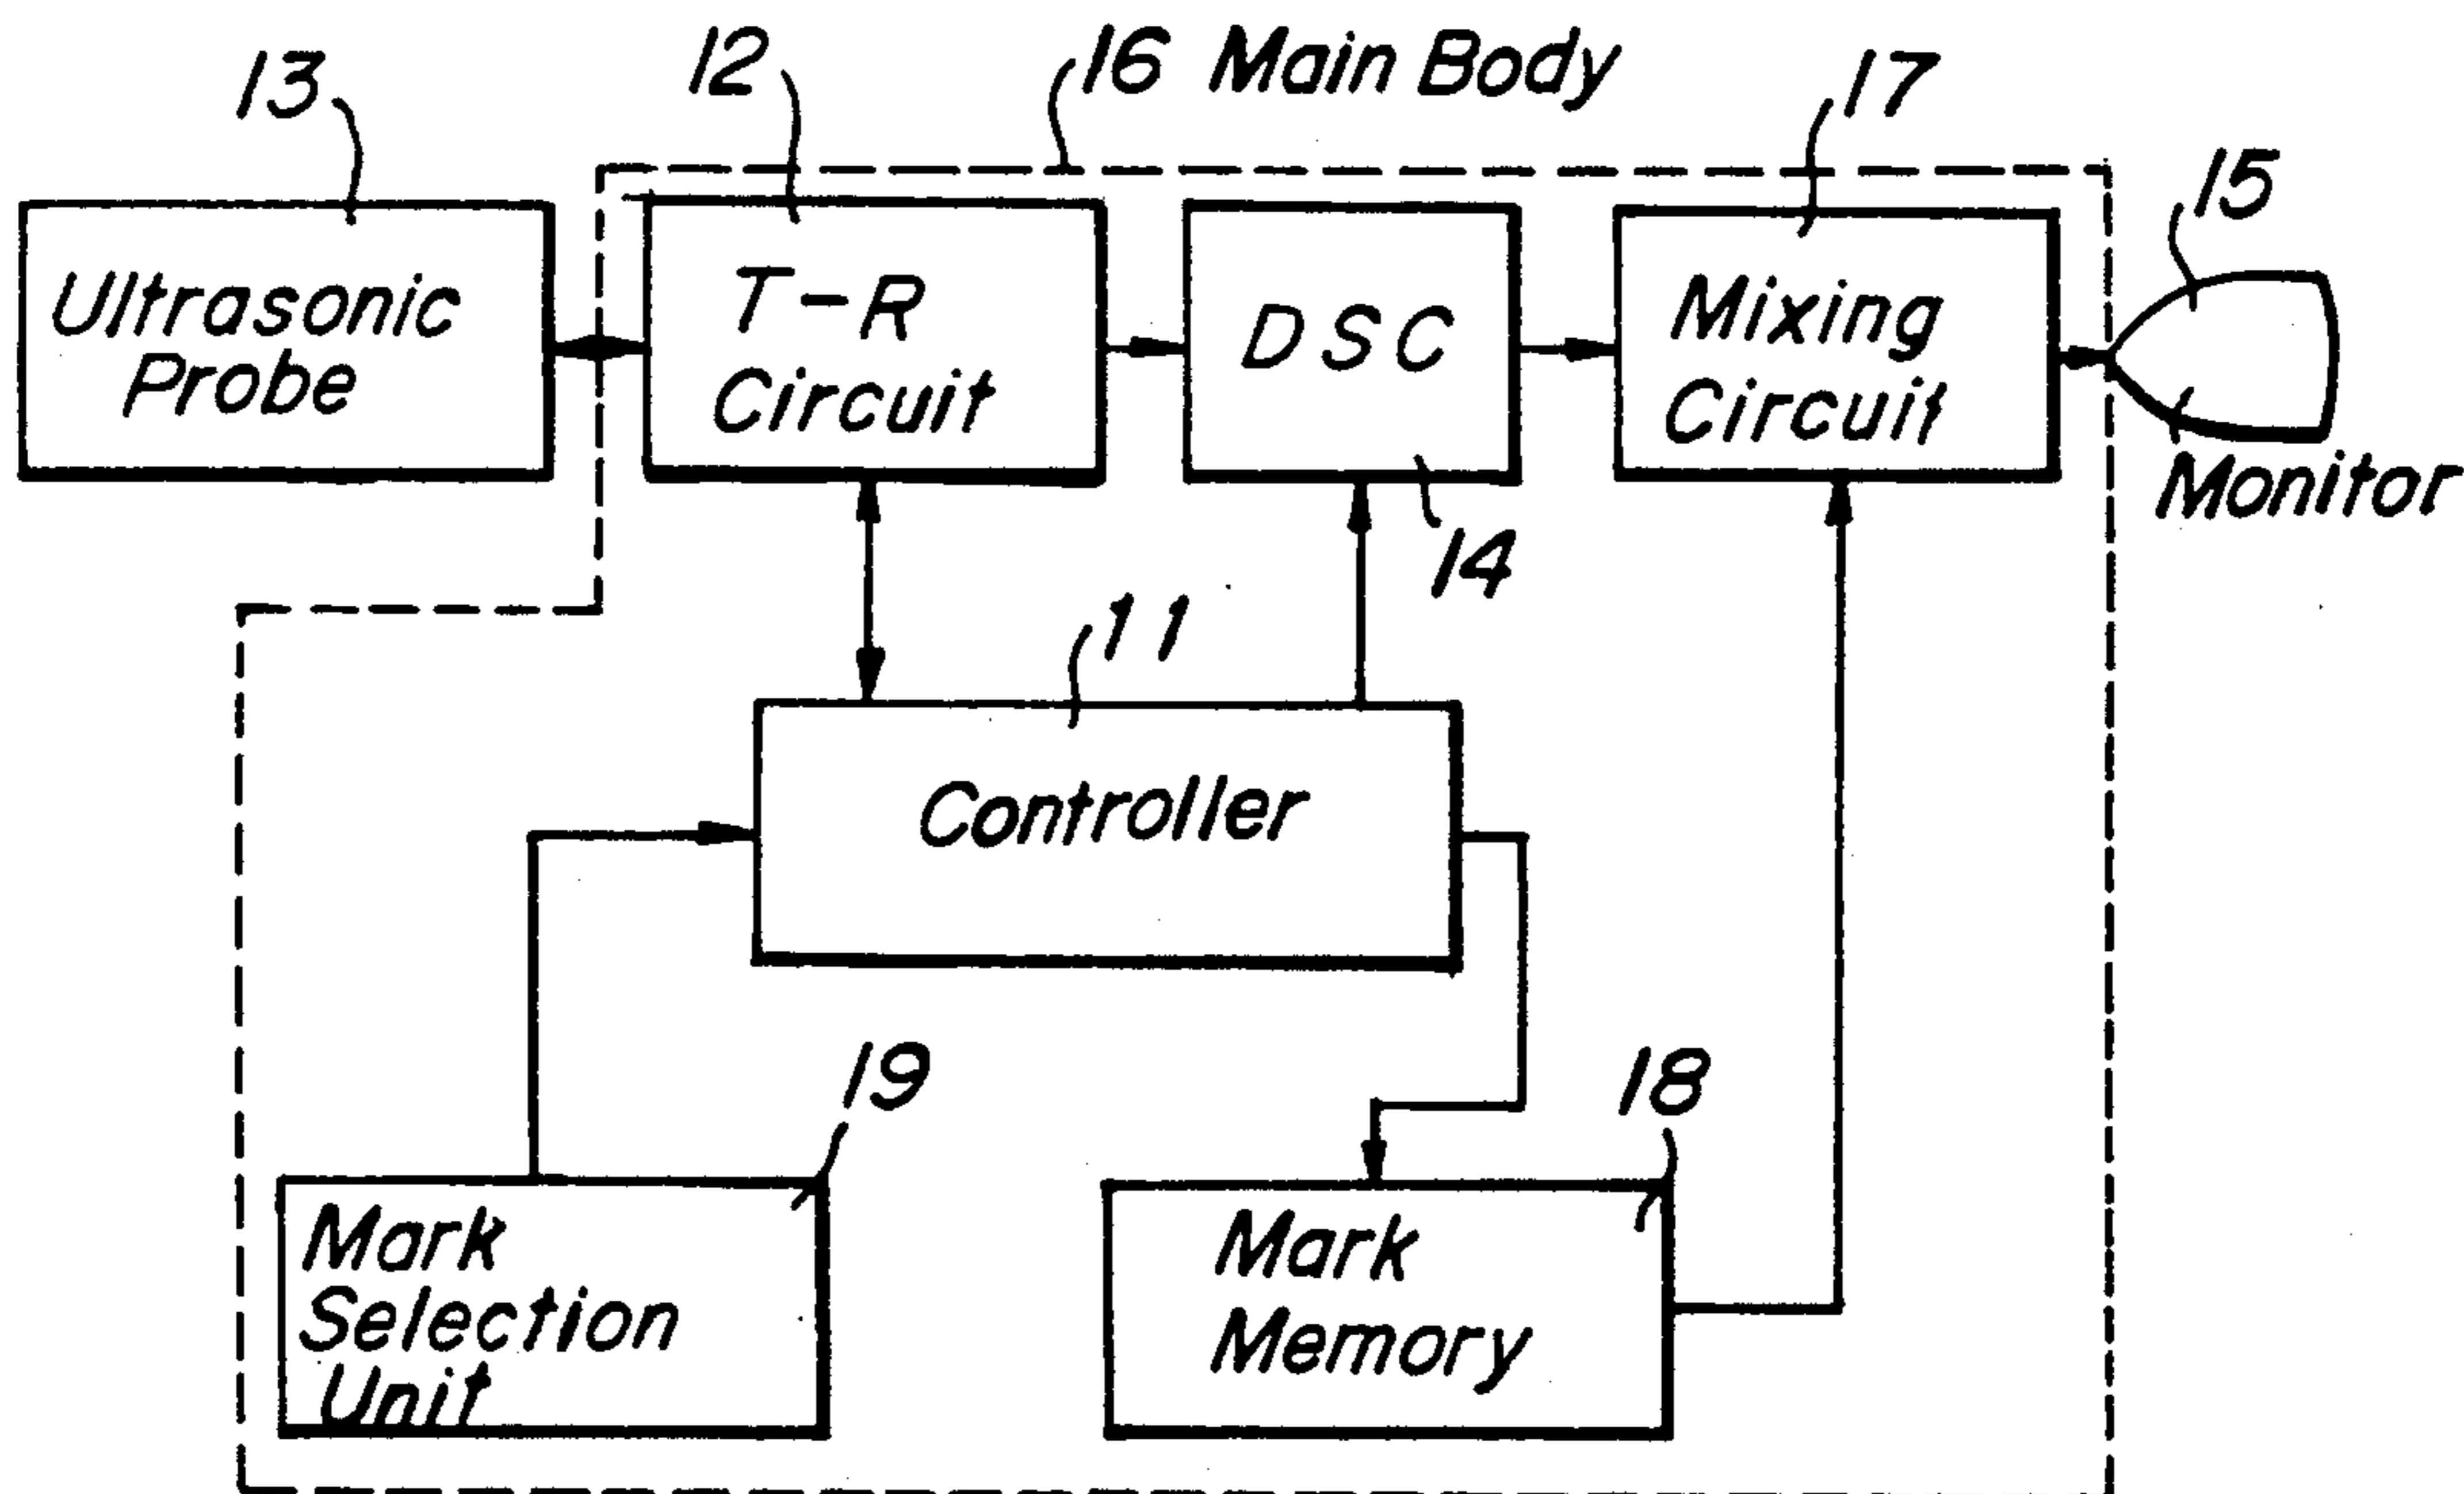 13
12
16 Main Body
17
15
Ultrasonic
Probe
T-R
Circuit
DSC
Mixing
Circuit
Monitor
14
11
Controller
19
18
Mark
Selection
Unit
Mark
Memory